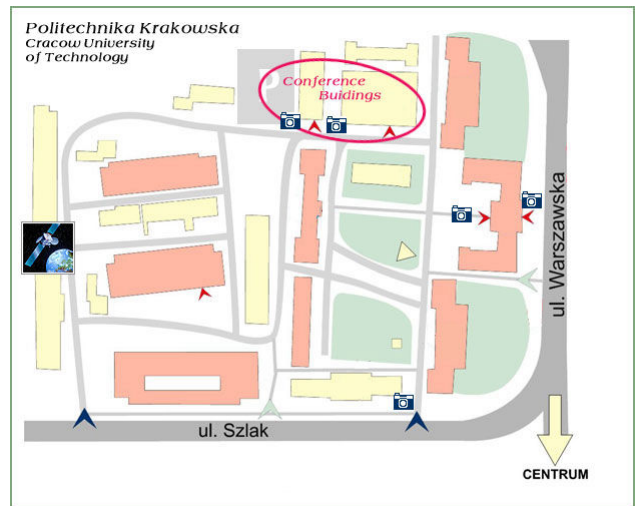 Politechnika Krakowska
Cracow University
of Technology
P
Conference
Buidings
ul. Warszawska
ul. Szlak
CENTRUM